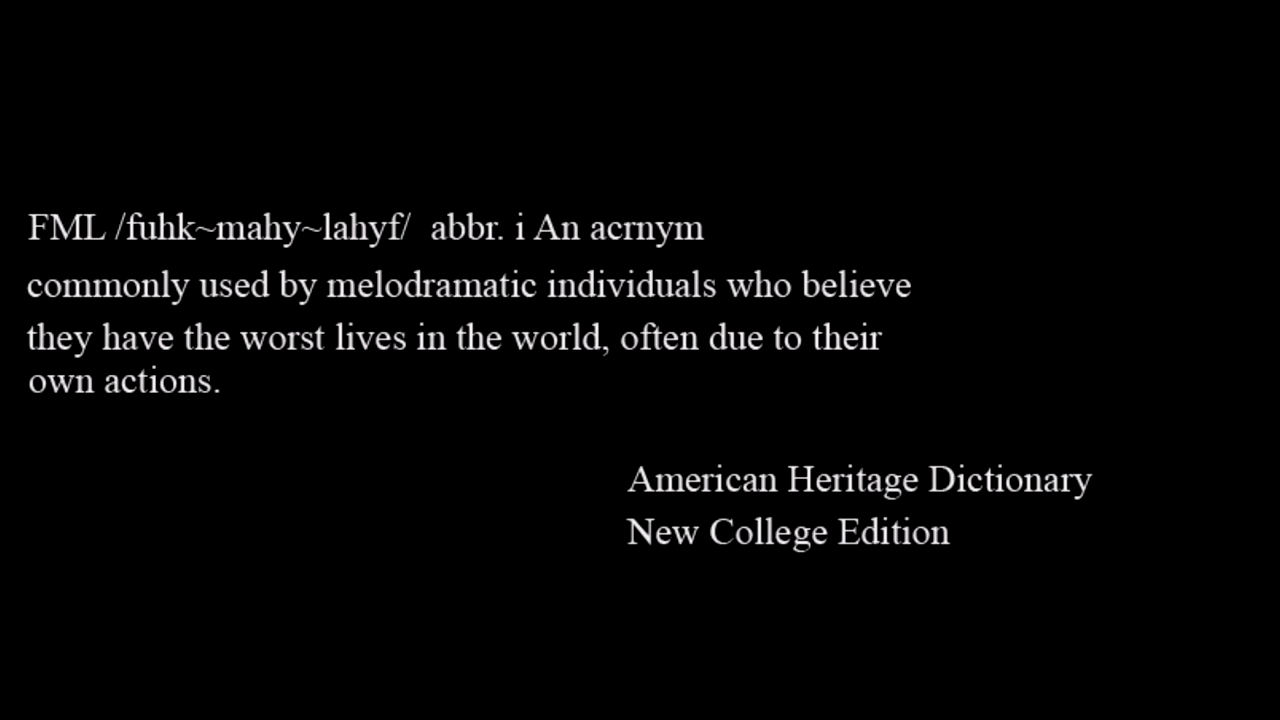 FML /fuhk~mahy~lahyf/  abbr. i An acrnym
commonly used by melodramatic individuals who believe
they have the worst lives in the world, often due to their
own actions.
American Heritage Dictionary
New College Edition